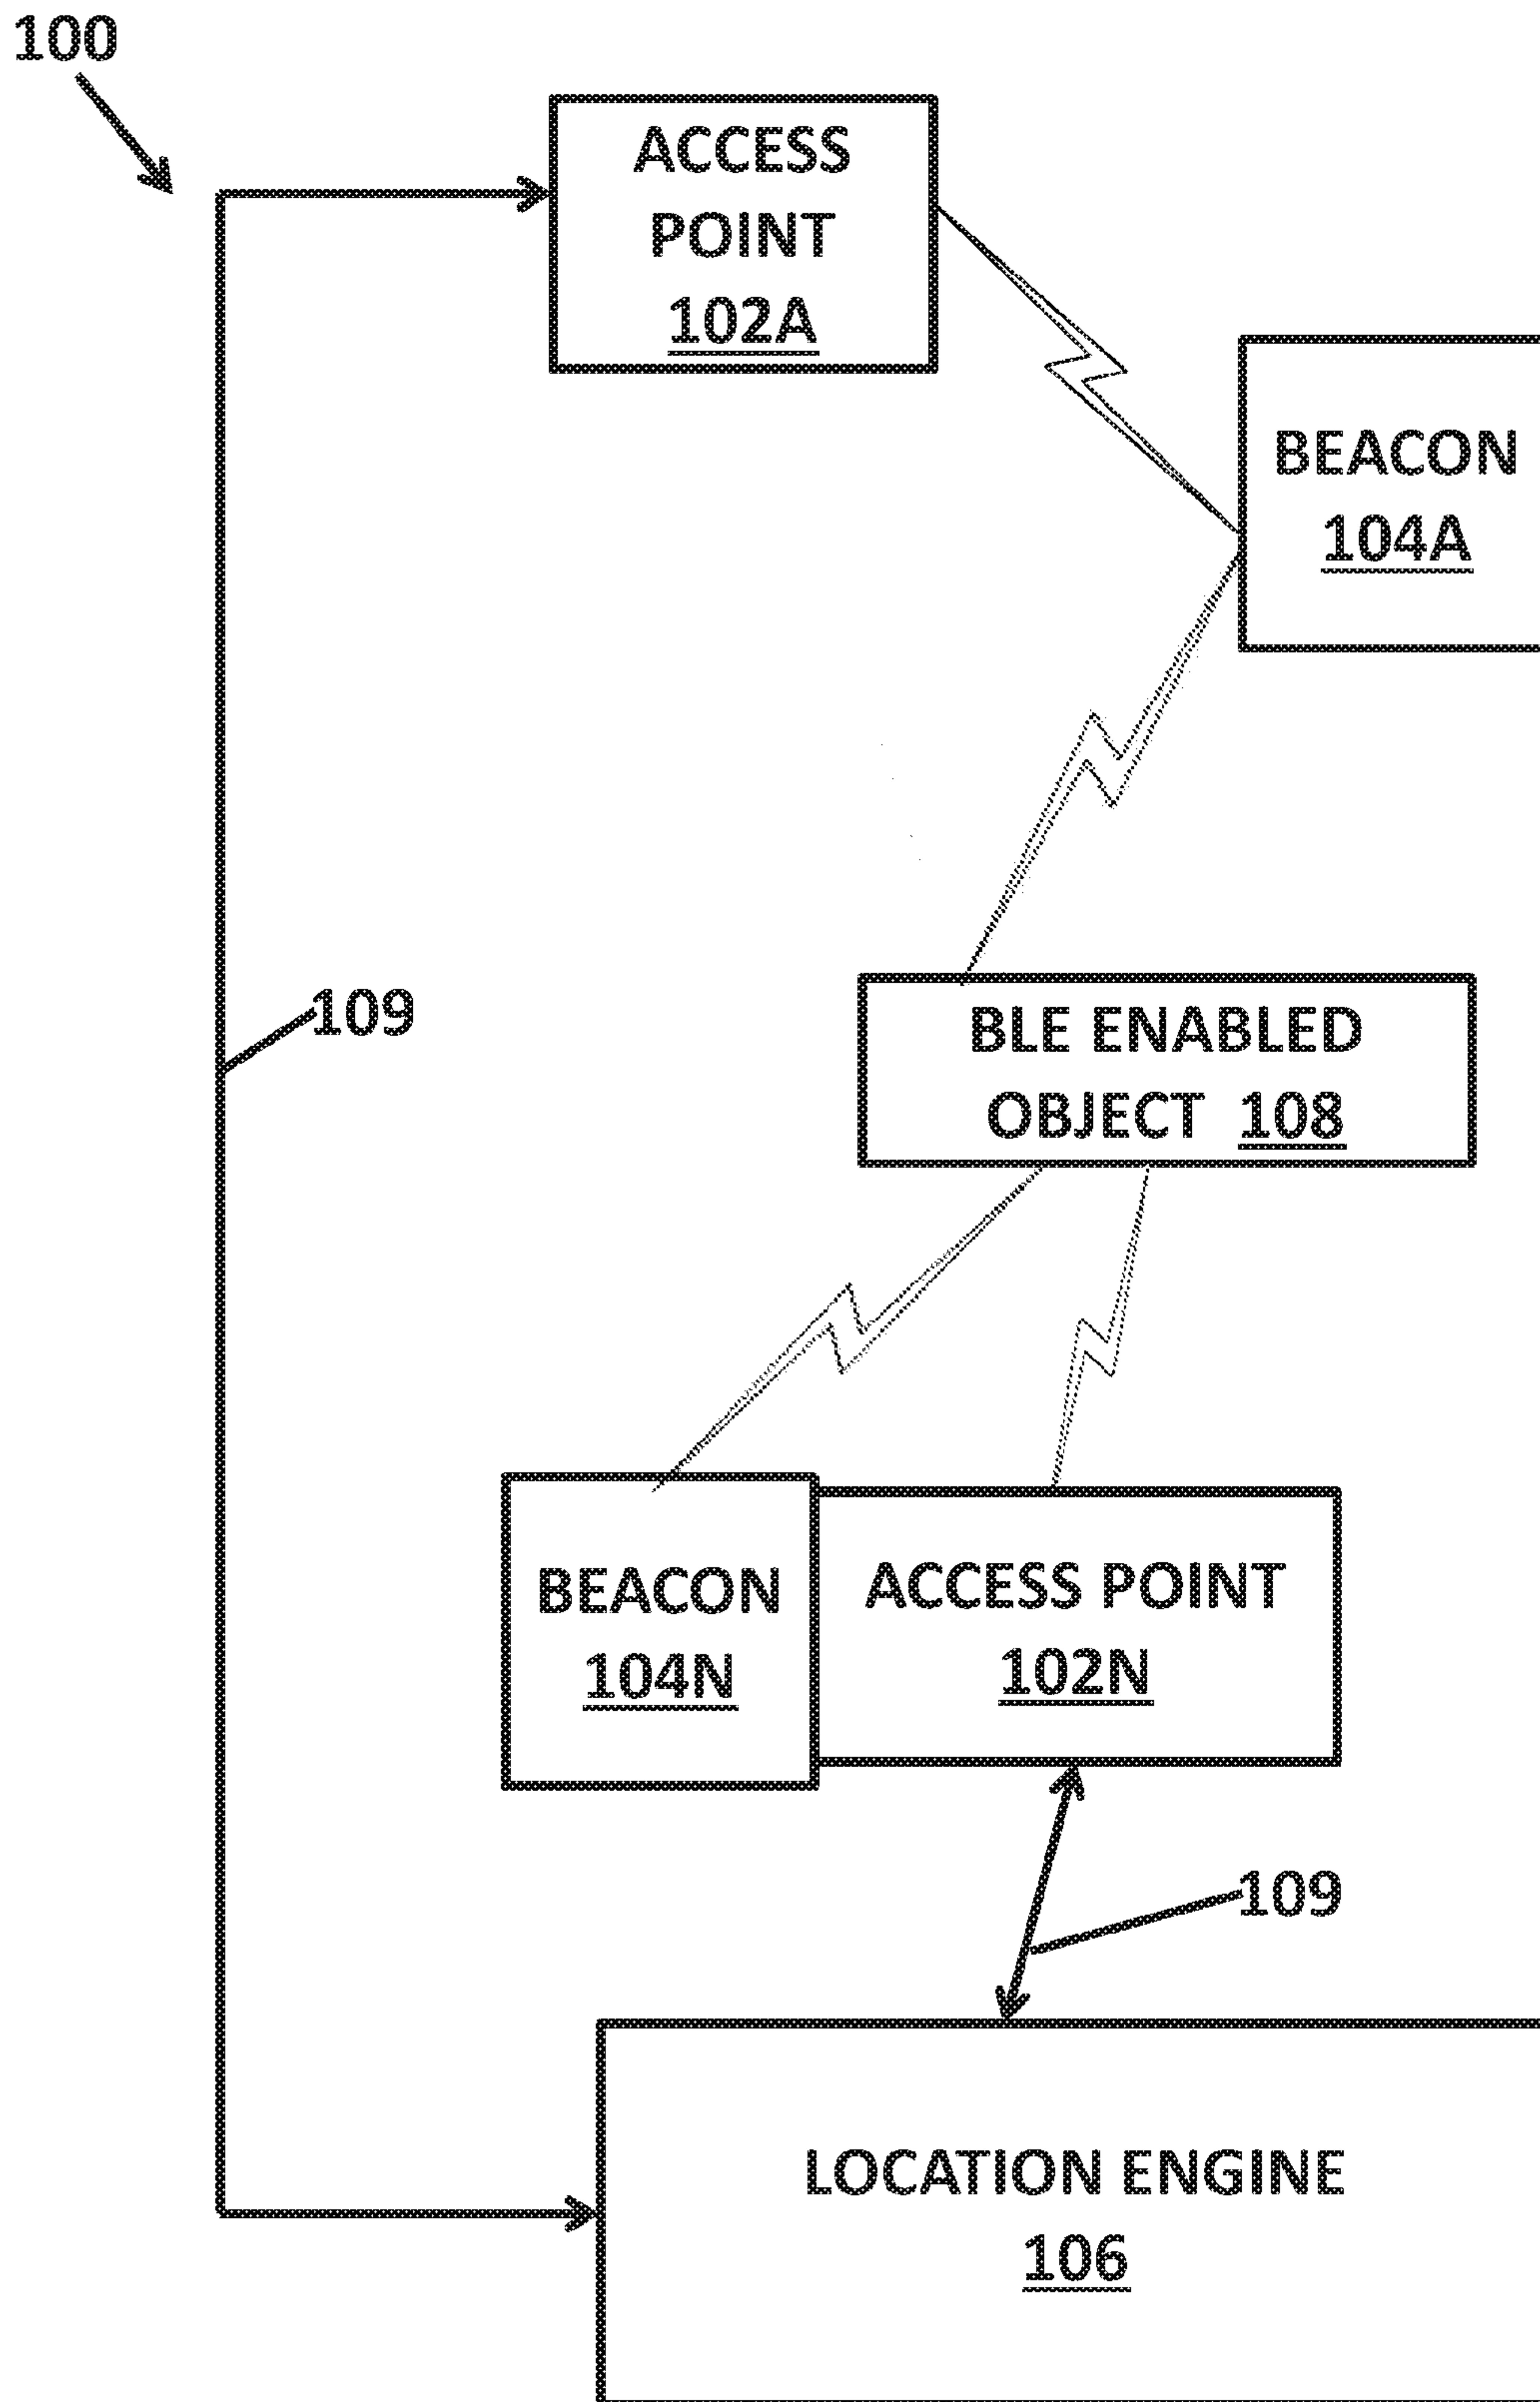 100
ACCESS
POINT
102A
BEACON
104A
109
BLE ENABLED
OBJECT 108
BEACON
104N
ACCESS POINT
102N
109
LOCATION ENGINE
106